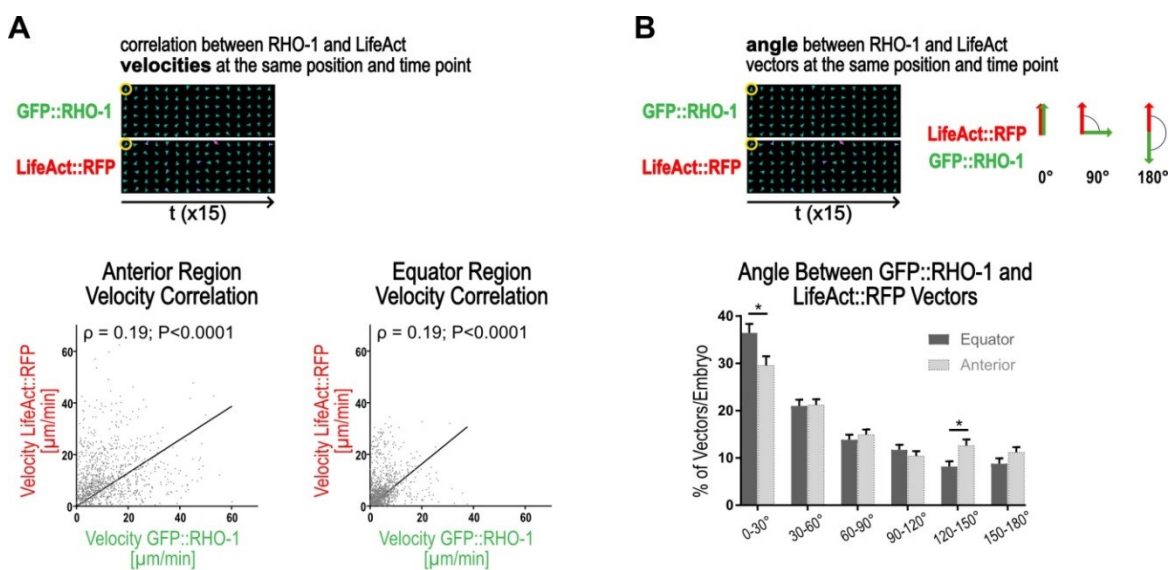 A
correlation between RHO-1 and LifeAct
velocities at the same position and time point
GFP::RHO-1
LifeAct::RFP
t (x15)
Anterior Region
Velocity Correlation
ρ = 0.19; P<0.0001
Velocity LifeAct::RFP
[µm/min]
60
40
20
0
0 20 40 60
Velocity GFP::RHO-1
[µm/min]
Equator Region
Velocity Correlation
ρ = 0.19; P<0.0001
Velocity LifeAct::RFP
[µm/min]
60
40
20
0
0 20 40 60
Velocity GFP::RHO-1
[µm/min]
B
angle between RHO-1 and LifeAct
vectors at the same position and time point
GFP::RHO-1
LifeAct::RFP
t (x15)
LifeAct::RFP
GFP::RHO-1
0° 90° 180°
Angle Between GFP::RHO-1 and
LifeAct::RFP Vectors
% of Vectors/Embryo
40
30
20
10
0
*
*
Equator
Anterior
0-30° 30-60° 60-90° 90-120° 120-150° 150-180°